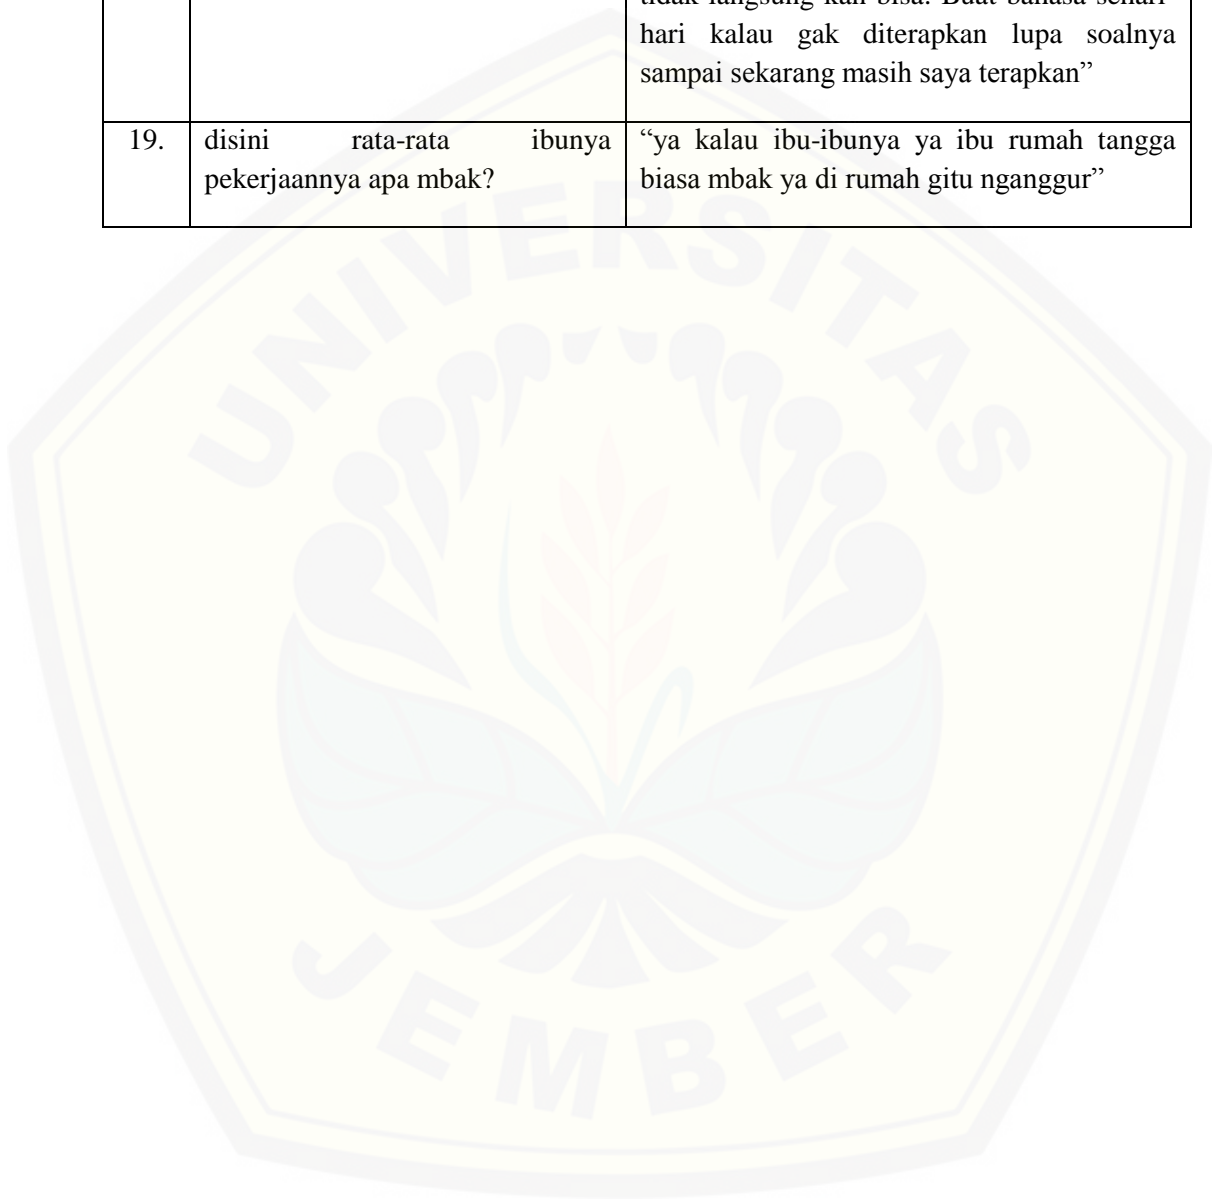 tidak langsung kan bisa. Buat bahasa sehari-
hari kalau gak diterapkan lupa soalnya
sampai sekarang masih saya terapkan”
19. disini rata-rata ibunya “ya kalau ibu-ibunya ya ibu rumah tangga
pekerjaannya apa mbak? biasa mbak ya di rumah gitu nganggur”
UNIVERSITAS
JEMBER